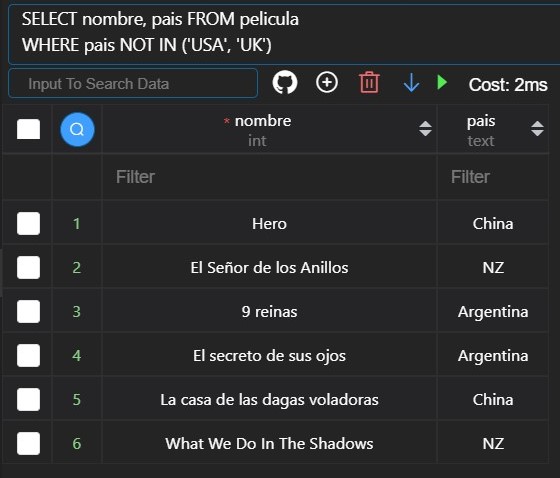 SELECT nombre, pais FROM pelicula
WHERE pais NOT IN ('USA', 'UK')
Input To Search Data Cost: 2ms
* nombre pais
int text
Filter Filter
1 Hero China
2 El Señor de los Anillos NZ
3 9 reinas Argentina
4 El secreto de sus ojos Argentina
5 La casa de las dagas voladoras China
6 What We Do In The Shadows NZ